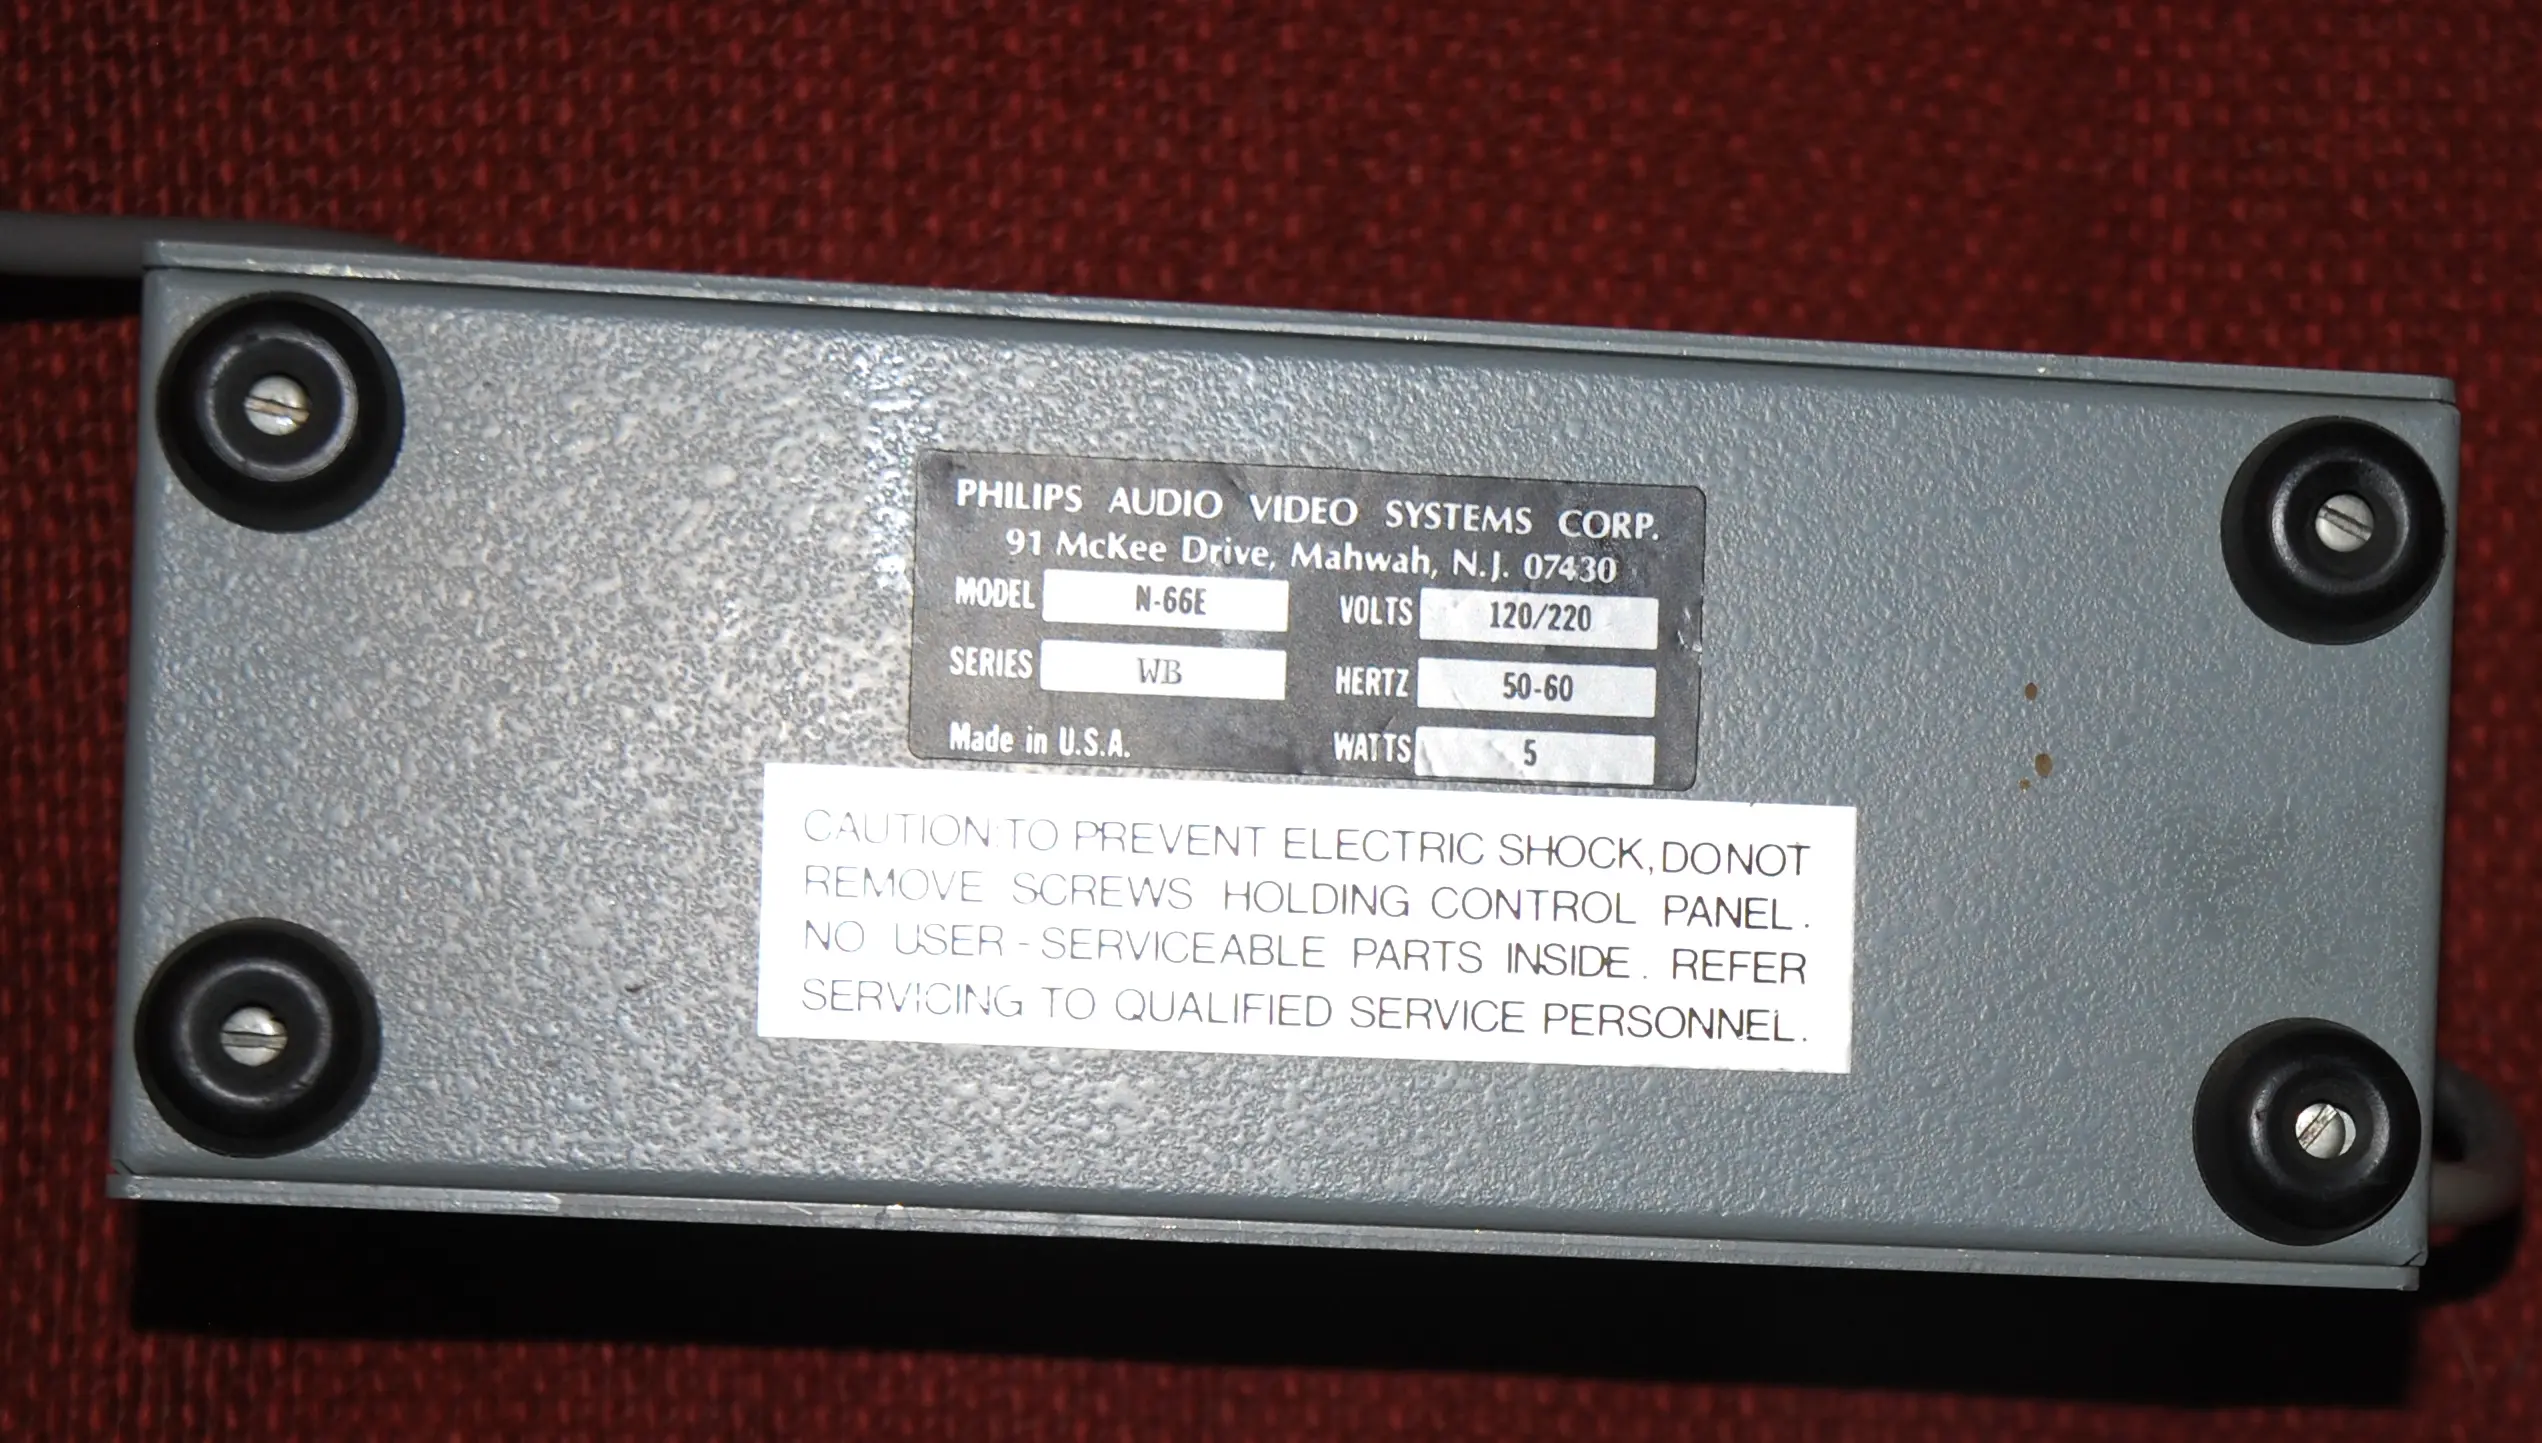 PHILIPS AUDIO VIDEO SYSTEMS CORP.
91 McKee Drive, Mahwah, N.J. 07430
MODEL N-66E VOLTS 120/220
SERIES WB HERTZ 50-60
Made in U.S.A. WATTS 5
CAUTION: TO PREVENT ELECTRIC SHOCK, DO NOT
REMOVE SCREWS HOLDING CONTROL PANEL.
NO USER-SERVICEABLE PARTS INSIDE. REFER
SERVICING TO QUALIFIED SERVICE PERSONNEL.